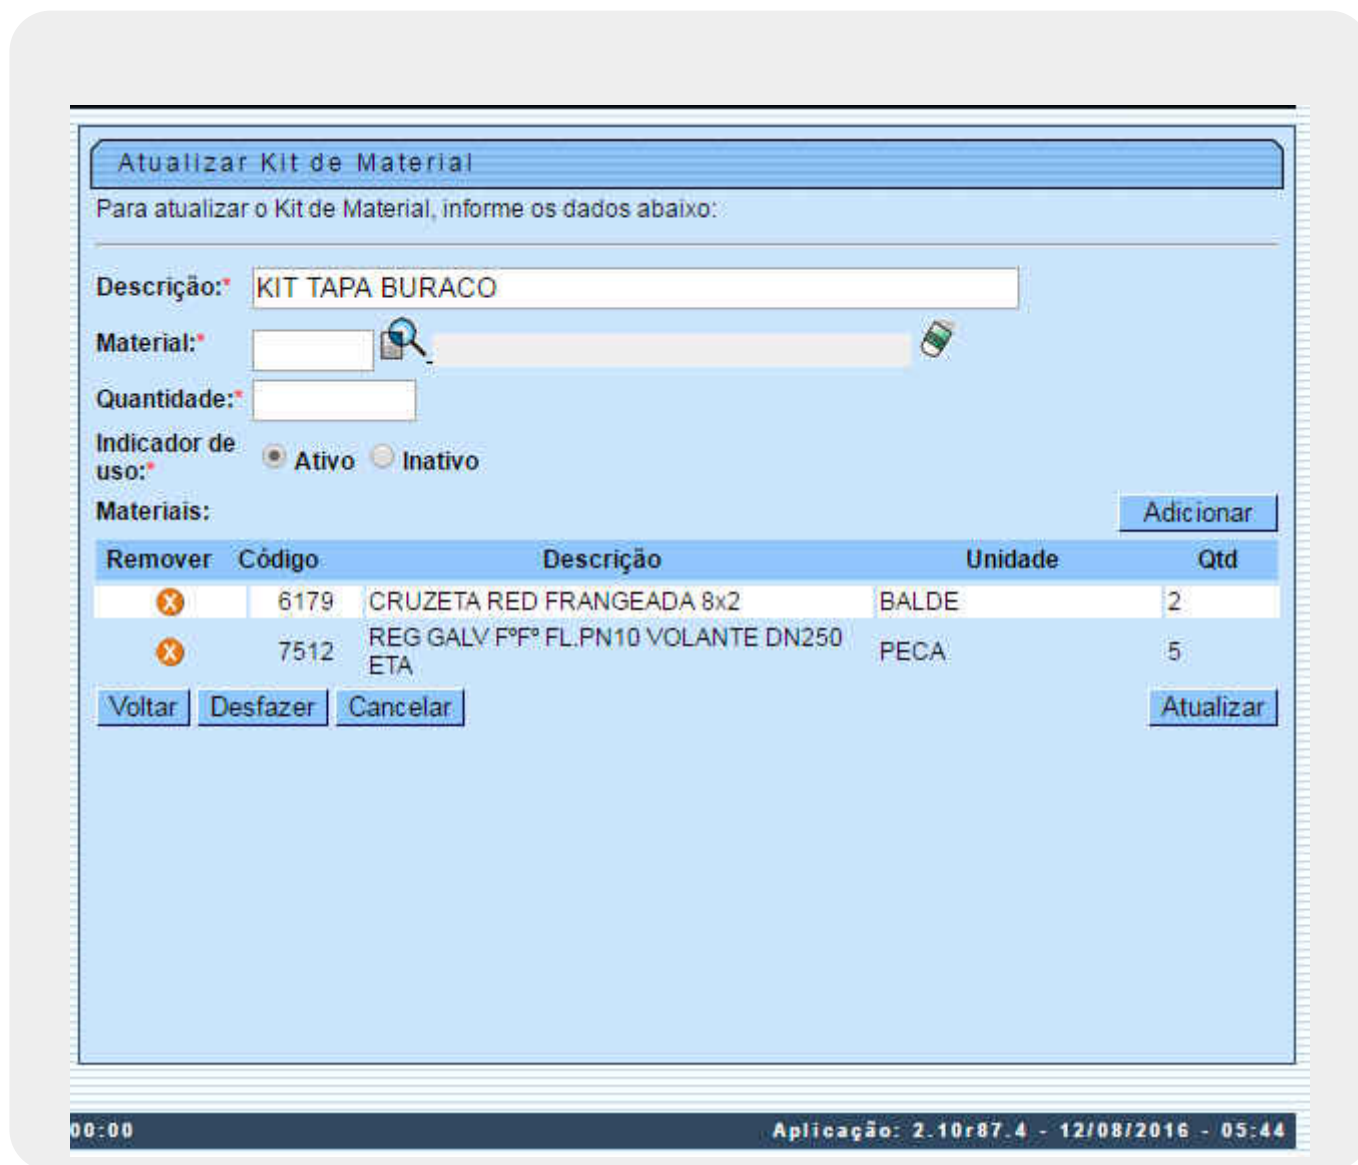 Atualizar Kit de Material
Para atualizar o Kit de Material, informe os dados abaixo:
Descrição:* KIT TAPA BURACO
Material:*
Quantidade:*
Indicador de
uso:* Ativo Inativo
Materiais: Adicionar
Remover Código Descrição Unidade Qtd
6179 CRUZETA RED FRANGEADA 8x2 BALDE 2
7512 REG GALV FºFº FL.PN10 VOLANTE DN250
ETA PECA 5
Voltar Desfazer Cancelar Atualizar
00:00 Aplicação: 2.10r87.4 - 12/08/2016 - 05:44